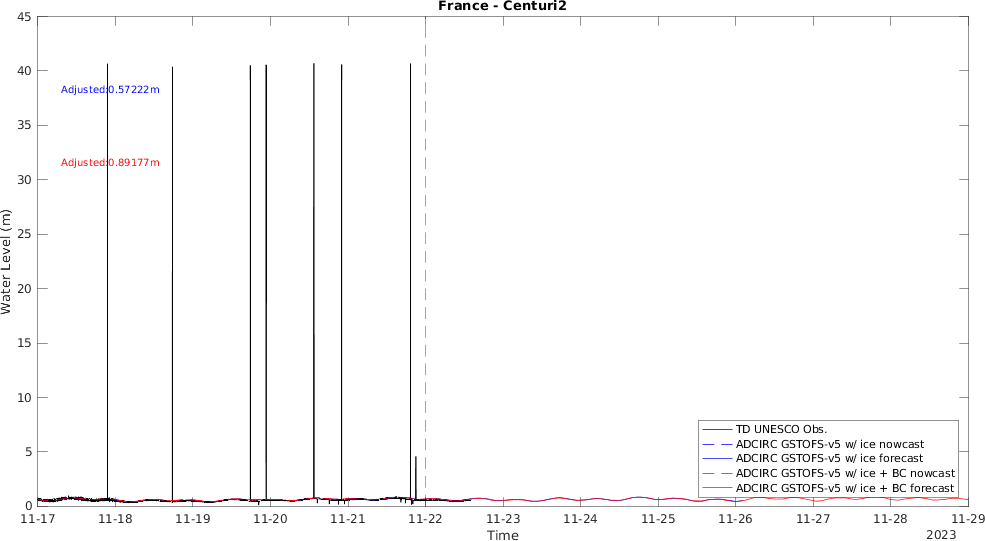 France - Centuri2
45
40
35
30
25
20
15
10
5
0
Water Level (m)
Adjusted:0.57222m
Adjusted:0.89177m
TD UNESCO Obs.
ADCIRC GSTOFS-v5 w/ ice nowcast
ADCIRC GSTOFS-v5 w/ ice forecast
ADCIRC GSTOFS-v5 w/ ice + BC nowcast
ADCIRC GSTOFS-v5 w/ ice + BC forecast
11-17 11-18 11-19 11-20 11-21 11-22 11-23 11-24 11-25 11-26 11-27 11-28 11-29
Time
2023